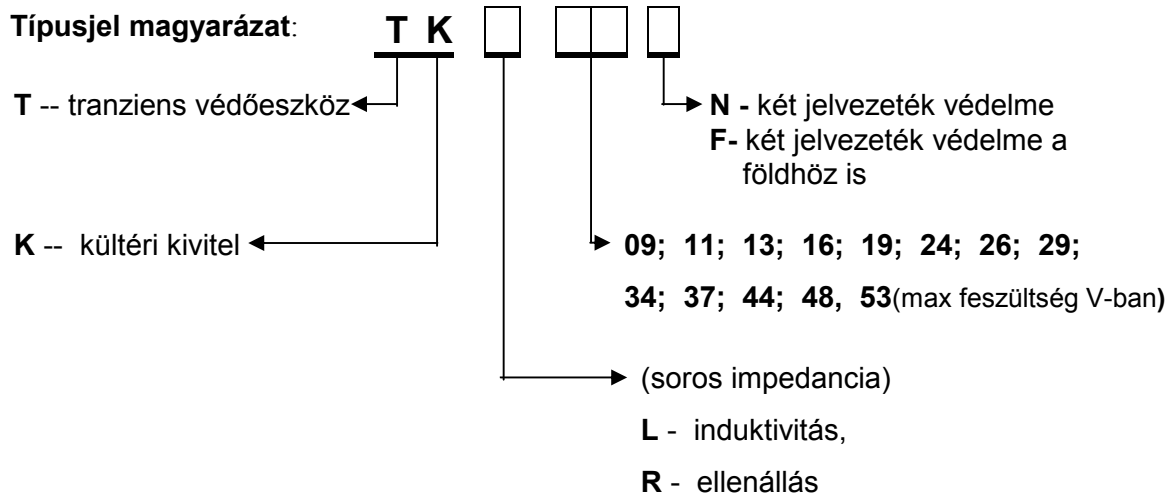 Típusjel magyarázat: T K
T -- tranziens védőeszköz
N - két jelvezeték védelme
F- két jelvezeték védelme a
földhöz is
K -- kültéri kivitel
09; 11; 13; 16; 19; 24; 26; 29;
34; 37; 44; 48, 53(max feszültség V-ban)
(soros impedancia)
L - induktivitás,
R - ellenállás